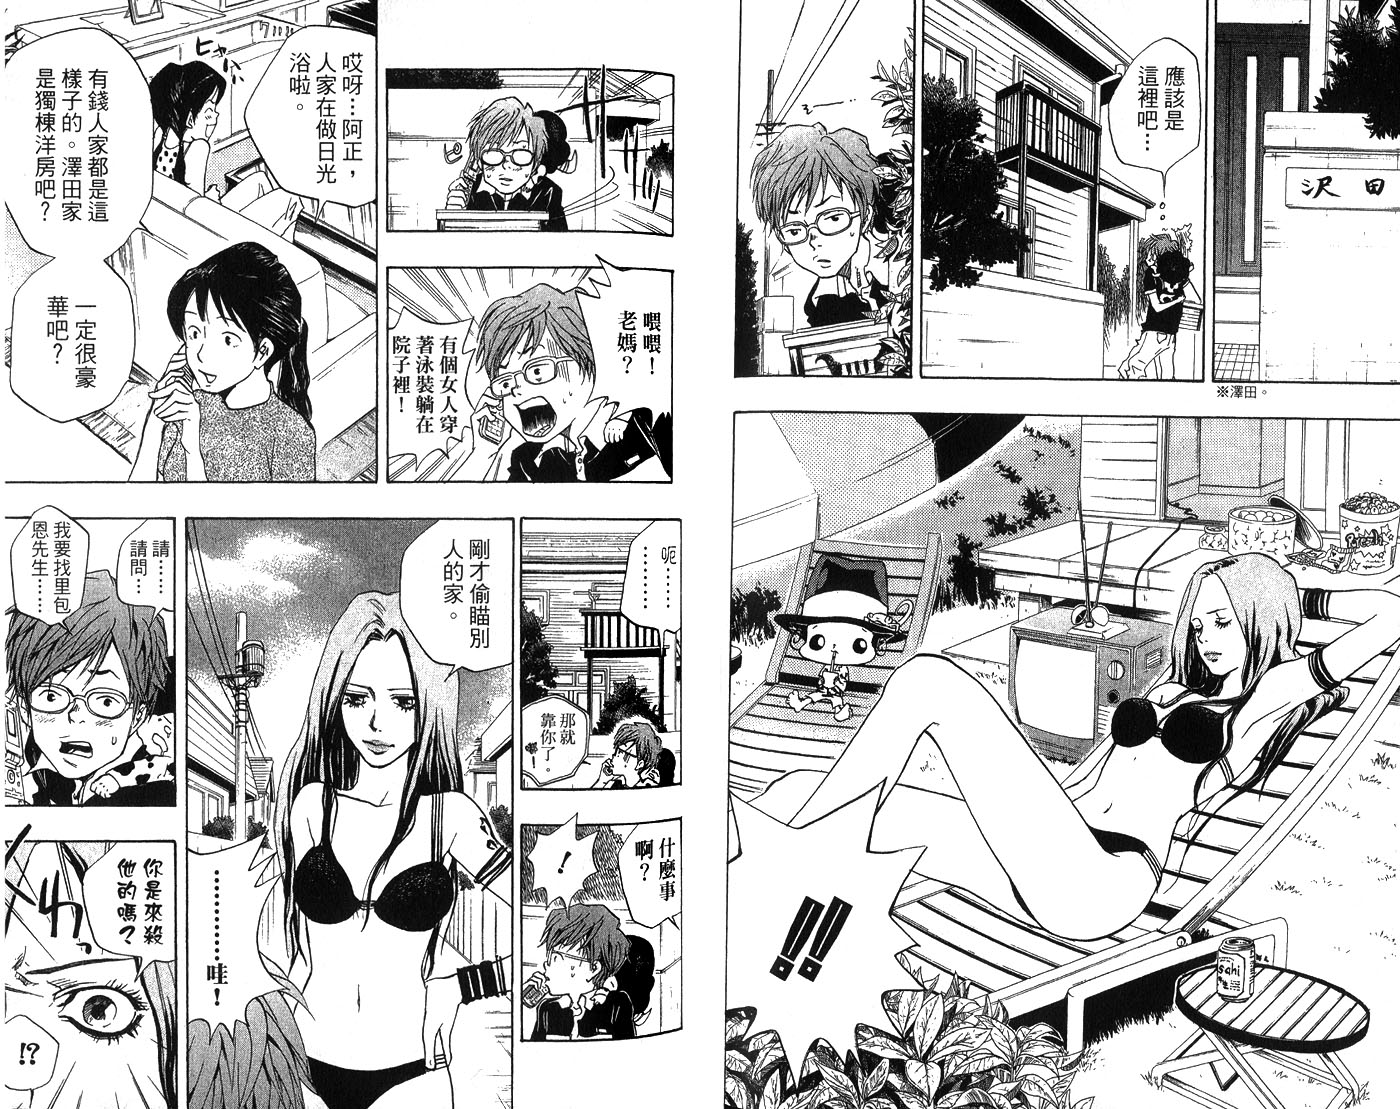 沢田
※澤田。
應該是
這裡吧…
!!
sahi
喂喂！
老媽？
有個女人穿
著泳裝躺在
院子裡！
哎呀…阿正，
人家在做日光
浴啦。
有錢人家都是這
樣子的。澤田家
是獨棟洋房吧？
一定很豪
華吧？
呃……
………
那就
靠你了。
什麼事
啊？
！
剛才偷瞄別
人的家。
…………哇！
請……
請問…
我要找里包
恩先生……
你是來殺
他的嗎？
!?